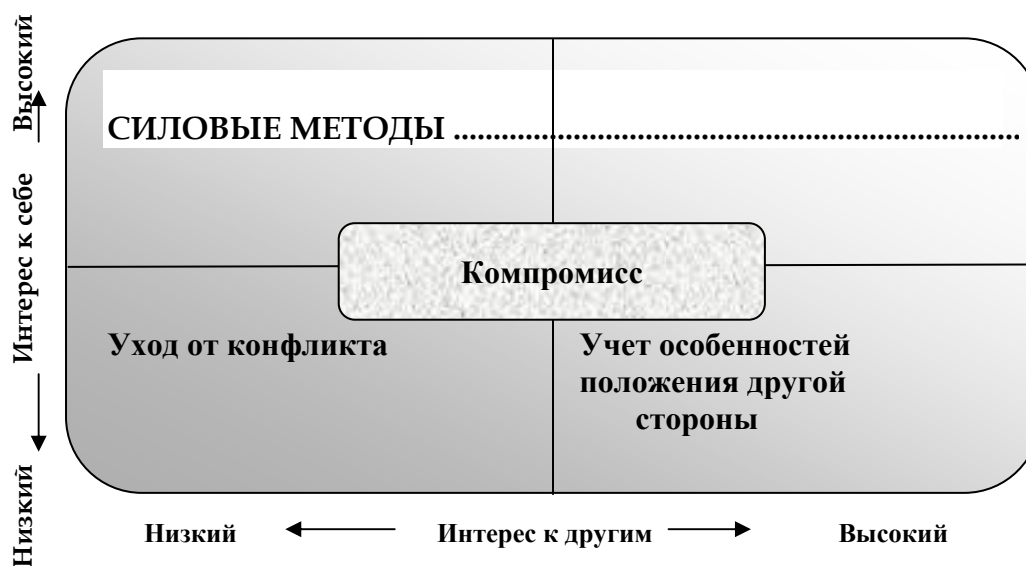 Высокий
СИЛОВЫЕ МЕТОДЫ ......................................................................
Интерес к себе
Компромисс
Уход от конфликта
Учет особенностей
положения другой
стороны
Низкий
Низкий
Интерес к другим
Высокий